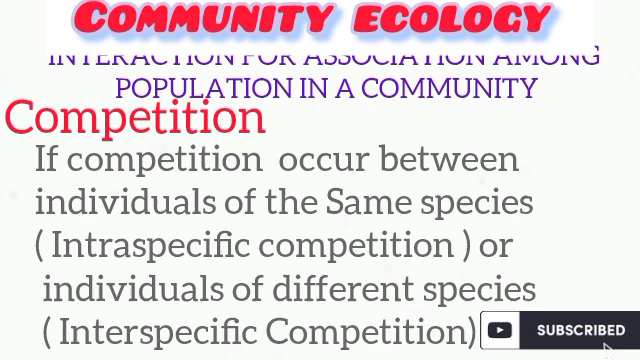 COMMUNITY ECOLOGY
INTERACTION FOR ASSOCIATION AMONG
POPULATION IN A COMMUNITY
Competition
If competition occur between
individuals of the Same species
( Intraspecific competition ) or
individuals of different species
( Interspecific Competition)
SUBSCRIBED